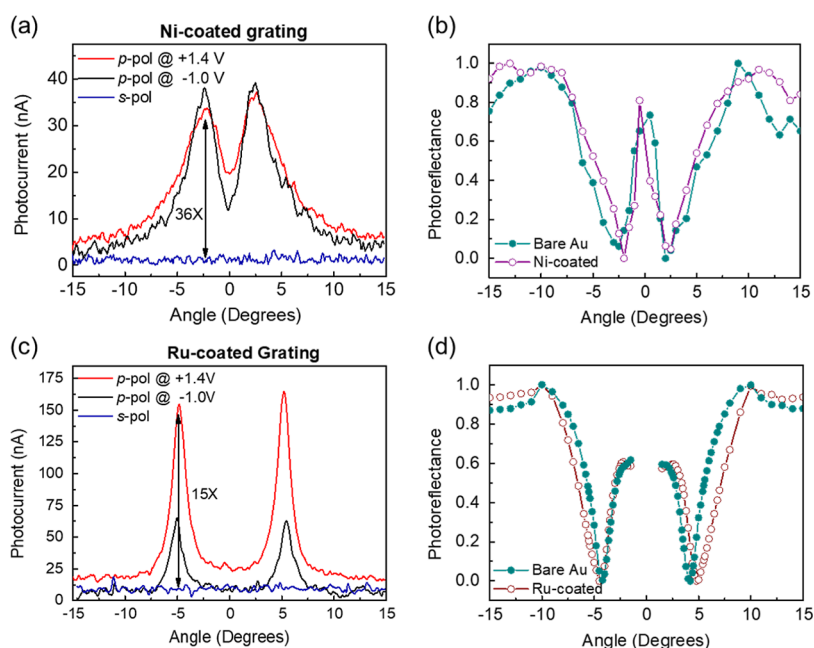 (a)
Ni-coated grating
p-pol @ +1.4 V
p-pol @ -1.0 V
s-pol
36X
Photocurrent (nA)
0
10
20
30
40
-15
-10
-5
0
5
10
15
Angle (Degrees)
(b)
Photoreflectance
1.0
0.8
0.6
0.4
0.2
0.0
Bare Au
Ni-coated
-15
-10
-5
0
5
10
15
Angle (Degrees)
(c)
Ru-coated Grating
p-pol @ +1.4V
p-pol @ -1.0V
s-pol
15X
Photocurrent (nA)
175
150
125
100
75
50
25
0
-15
-10
-5
0
5
10
15
Angle (Degrees)
(d)
Photoreflectance
1.0
0.8
0.6
0.4
0.2
0.0
Bare Au
Ru-coated
-15
-10
-5
0
5
10
15
Angle (Degrees)